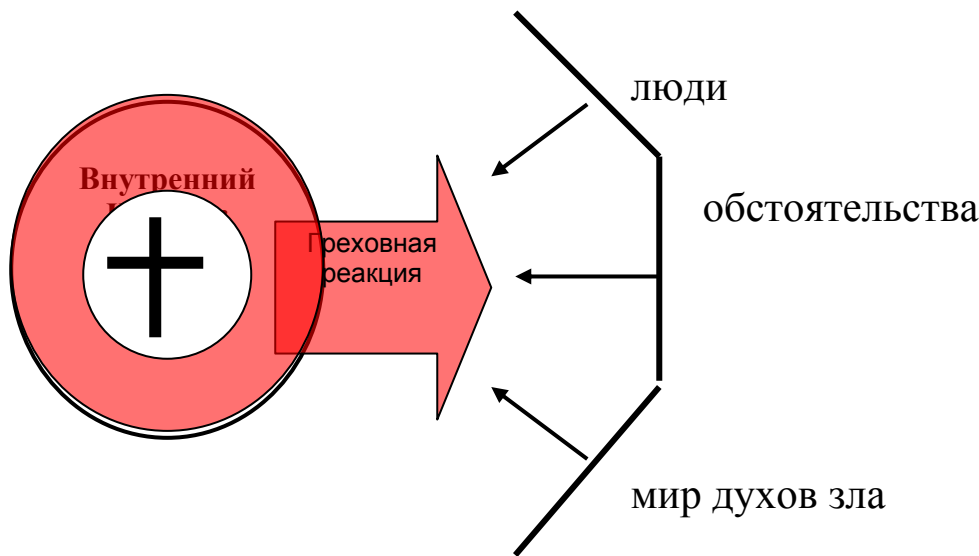 люди
Внутренний
обстоятельства
Греховная
реакция
мир духов зла